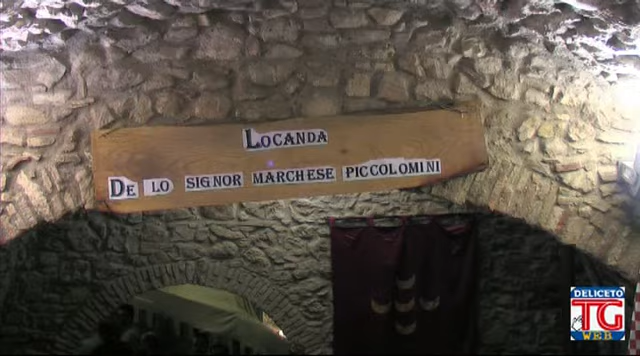 LOCANDA
DE LO SIGNOR MARCHESE PICCOLOMINI
DELICETO
TG
WEB